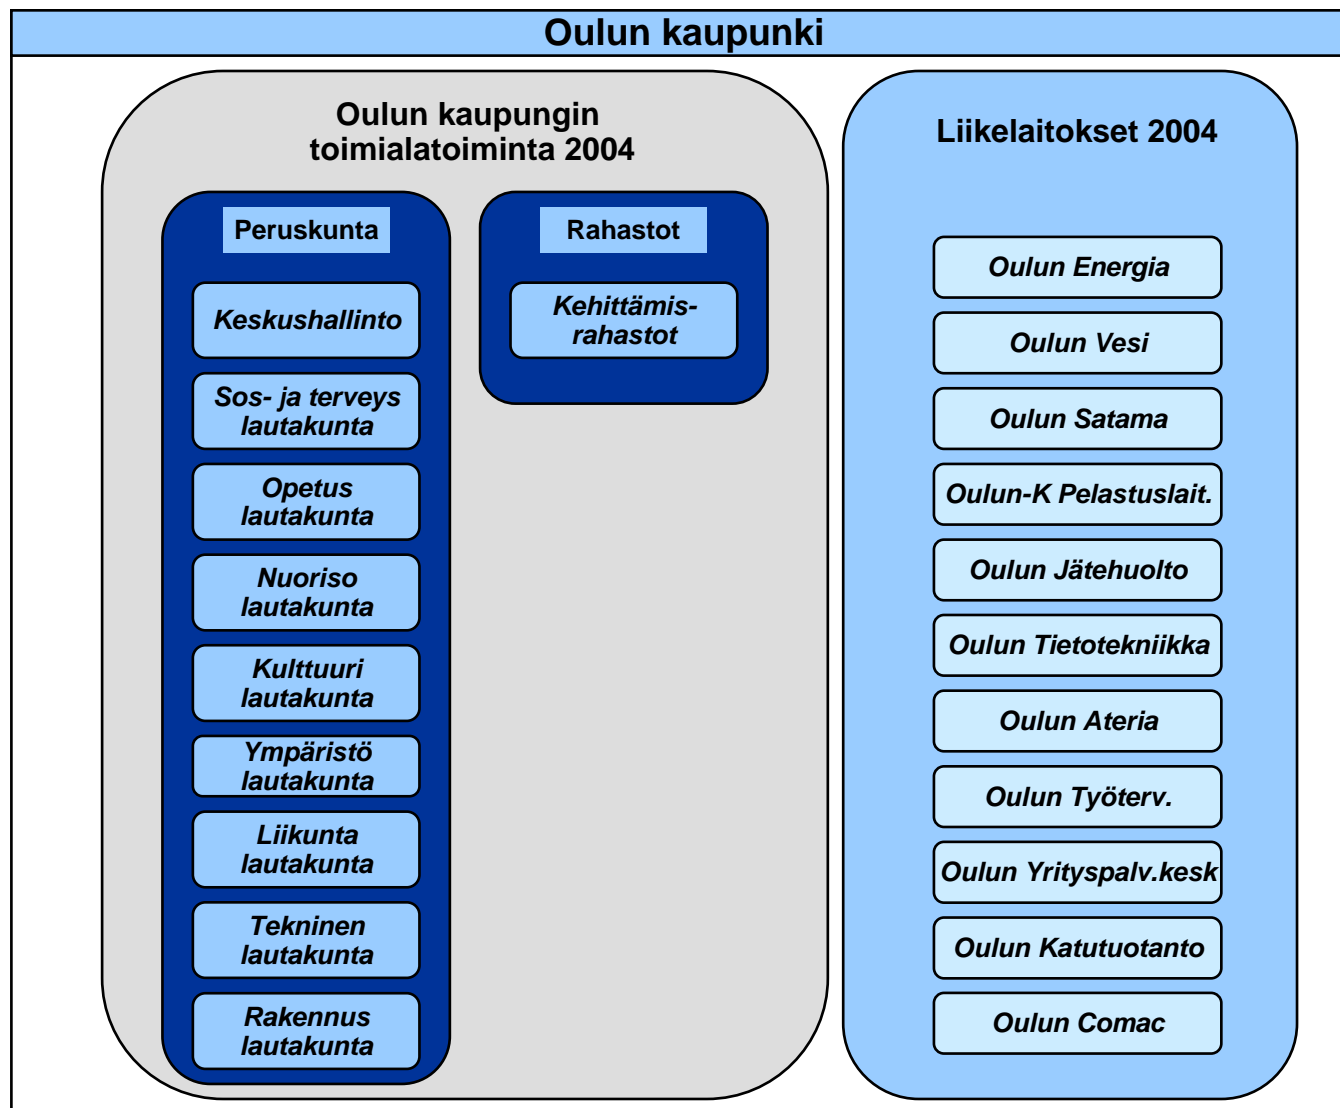 Oulun kaupunki
Oulun kaupungin
toimialatoiminta 2004
Peruskunta
Keskushallinto
Sos- ja terveys
lautakunta
Opetus
lautakunta
Nuoriso
lautakunta
Kulttuuri
lautakunta
Ympäristö
lautakunta
Liikunta
lautakunta
Tekninen
lautakunta
Rakennus
lautakunta
Rahastot
Kehittämis-
rahastot
Liikelaitokset 2004
Oulun Energia
Oulun Vesi
Oulun Satama
Oulun-K Pelastuslait.
Oulun Jätehuolto
Oulun Tietotekniikka
Oulun Ateria
Oulun Työterv.
Oulun Yrityspalv.kesk
Oulun Katutuotanto
Oulun Comac